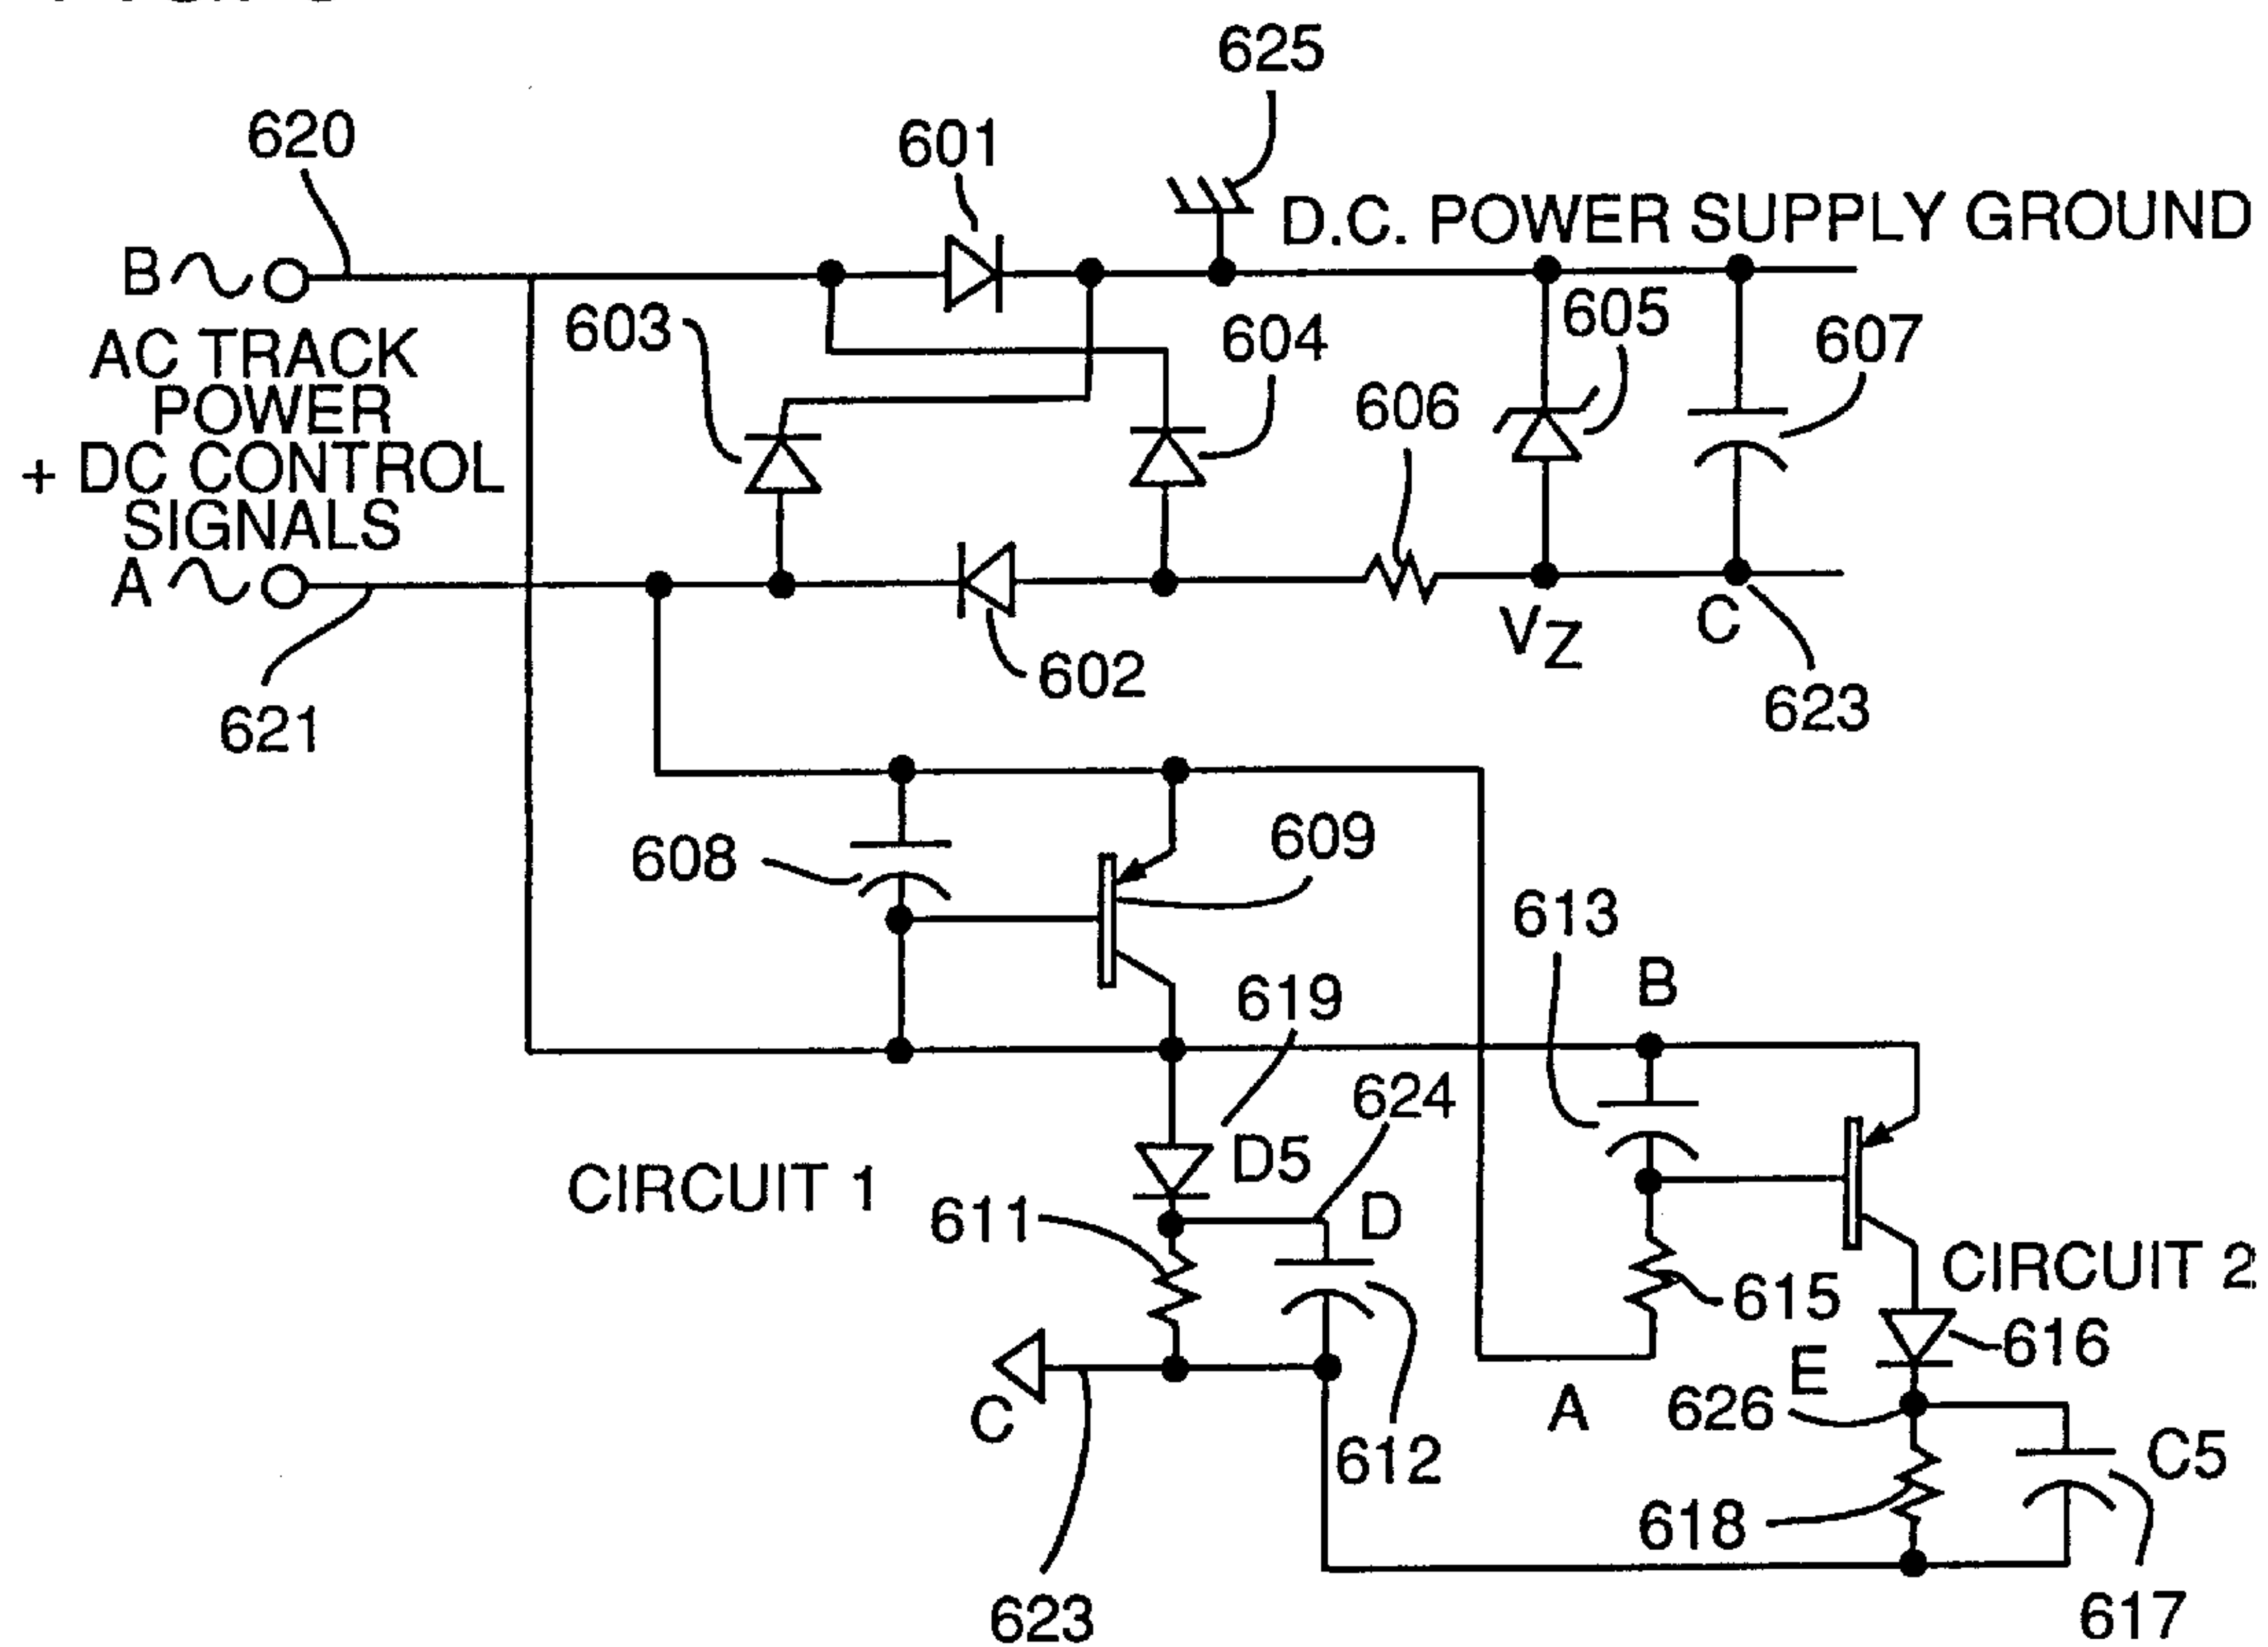 625
620
601
D.C. POWER SUPPLY GROUND
B
603
604
605
607
AC TRACK
POWER
+ DC CONTROL
SIGNALS
606
A
VZ
C
602
623
621
608
609
613
B
619
624
D5
D
CIRCUIT 1
611
CIRCUIT 2
615
616
E
626
C
A
612
C5
618
623
617